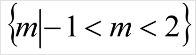 {m|−1 < m < 2}